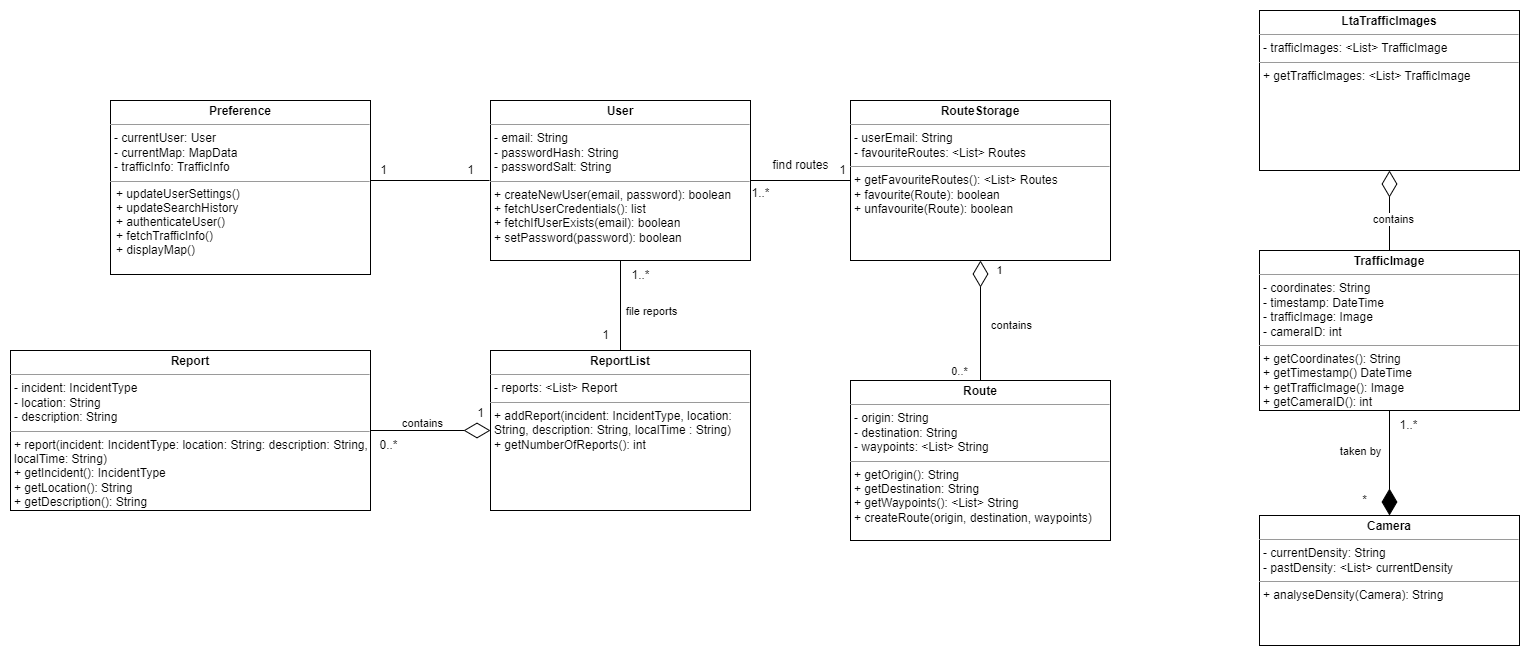 LtaTrafficImages
- trafficImages: <List> TrafficImage
+ getTrafficImages: <List> TrafficImage
Preference
- currentUser: User
- currentMap: MapData
- trafficInfo: TrafficInfo
+ updateUserSettings()
+ updateSearchHistory
+ authenticateUser()
+ fetchTrafficInfo()
+ displayMap()
1
1
User
- email: String
- passwordHash: String
- passwordSalt: String
+ createNewUser(email, password): boolean
+ fetchUserCredentials(): list
+ fetchIfUserExists(email): boolean
+ setPassword(password): boolean
find routes
1
1..*
RouteStorage
- userEmail: String
- favouriteRoutes: <List> Routes
+ getFavouriteRoutes(): <List> Routes
+ favourite(Route): boolean
+ unfavourite(Route): boolean
contains
1..*
file reports
1
1
contains
0..*
TrafficImage
- coordinates: String
- timestamp: DateTime
- trafficImage: Image
- cameraID: int
+ getCoordinates(): String
+ getTimestamp() DateTime
+ getTrafficImage(): Image
+ getCameraID(): int
Report
- incident: IncidentType
- location: String
- description: String
+ report(incident: IncidentType: location: String: description: String,
localTime: String)
+ getIncident(): IncidentType
+ getLocation(): String
+ getDescription(): String
contains
1
0..*
ReportList
- reports: <List> Report
+ addReport(incident: IncidentType, location:
String, description: String, localTime : String)
+ getNumberOfReports(): int
Route
- origin: String
- destination: String
- waypoints: <List> String
+ getOrigin(): String
+ getDestination: String
+ getWaypoints(): <List> String
+ createRoute(origin, destination, waypoints)
1..*
taken by
*
Camera
- currentDensity: String
- pastDensity: <List> currentDensity
+ analyseDensity(Camera): String